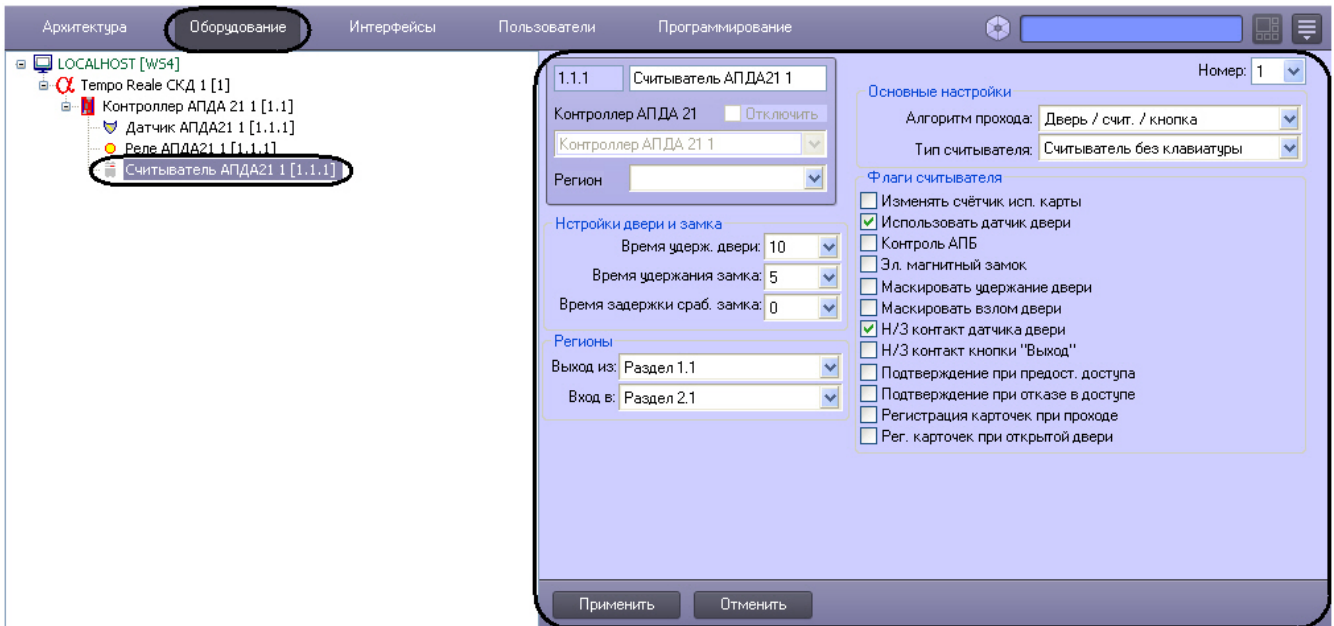 Архитектура Оборудование Интерфейсы Пользователи Программирование
LOCALHOST [WS4]
Tempo Reale СКД 1 [1]
Контроллер АПДА 21 1 [1.1]
Датчик АПДА21 1 [1.1.1]
Реле АПДА21 1 [1.1.1]
Считыватель АПДА21 1 [1.1.1]
1.1.1 Считыватель АПДА21 1
Контроллер АПДА 21 Отключить
Контроллер АПДА 21 1
Регион
Нстройки двери и замка
Время удерж. двери: 10
Время удержания замка: 5
Время задержки сраб. замка: 0
Регионы
Выход из: Раздел 1.1
Вход в: Раздел 2.1
Номер: 1
Основные настройки
Алгоритм прохода: Дверь / счит. / кнопка
Тип считывателя: Считыватель без клавиатуры
Флаги считывателя
Изменять счётчик исп. карты
Использовать датчик двери
Контроль АПБ
Эл. магнитный замок
Маскировать удержание двери
Маскировать взлом двери
Н/З контакт датчика двери
Н/З контакт кнопки "Выход"
Подтверждение при предост. доступа
Подтверждение при отказе в доступе
Регистрация карточек при проходе
Рег. карточек при открытой двери
Применить Отменить